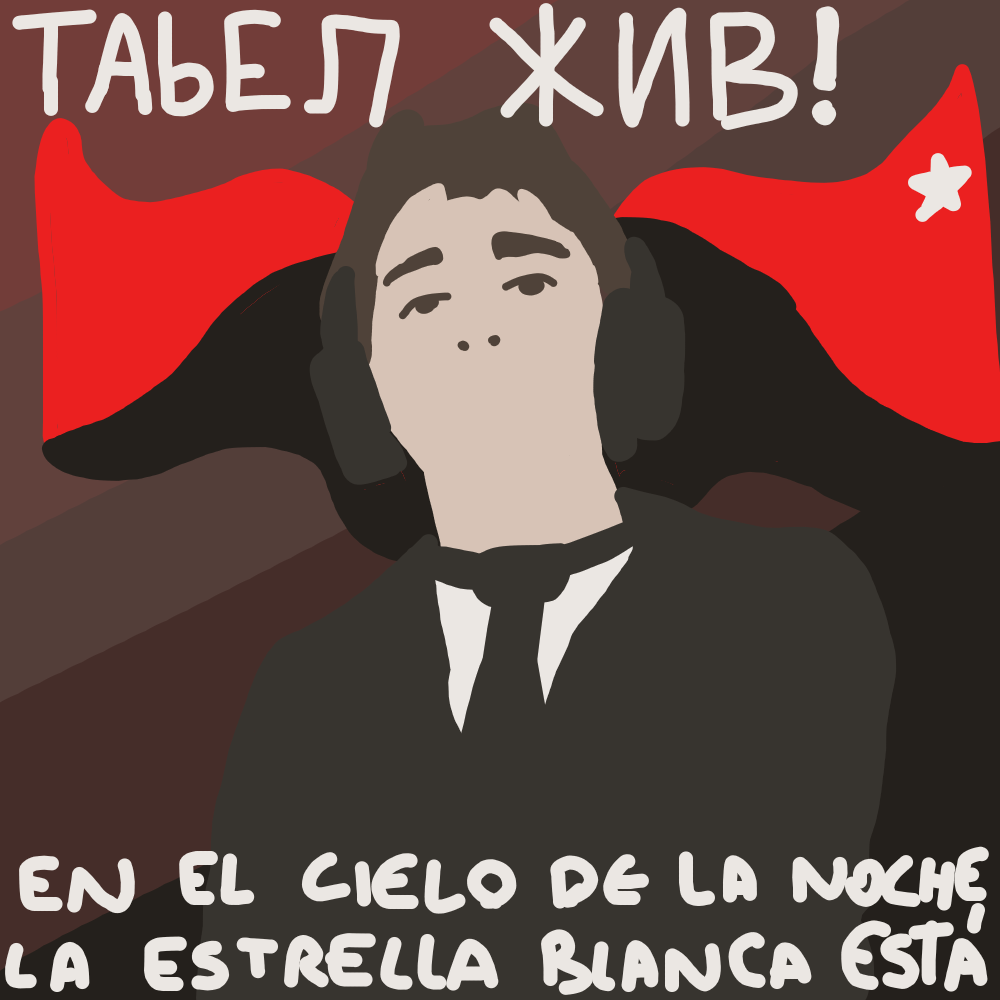 ТАЬЕЛ ЖИВ!
EN EL CIELO DE LA NOCHE
LA ESTRELLA BLANCA ESTÁ